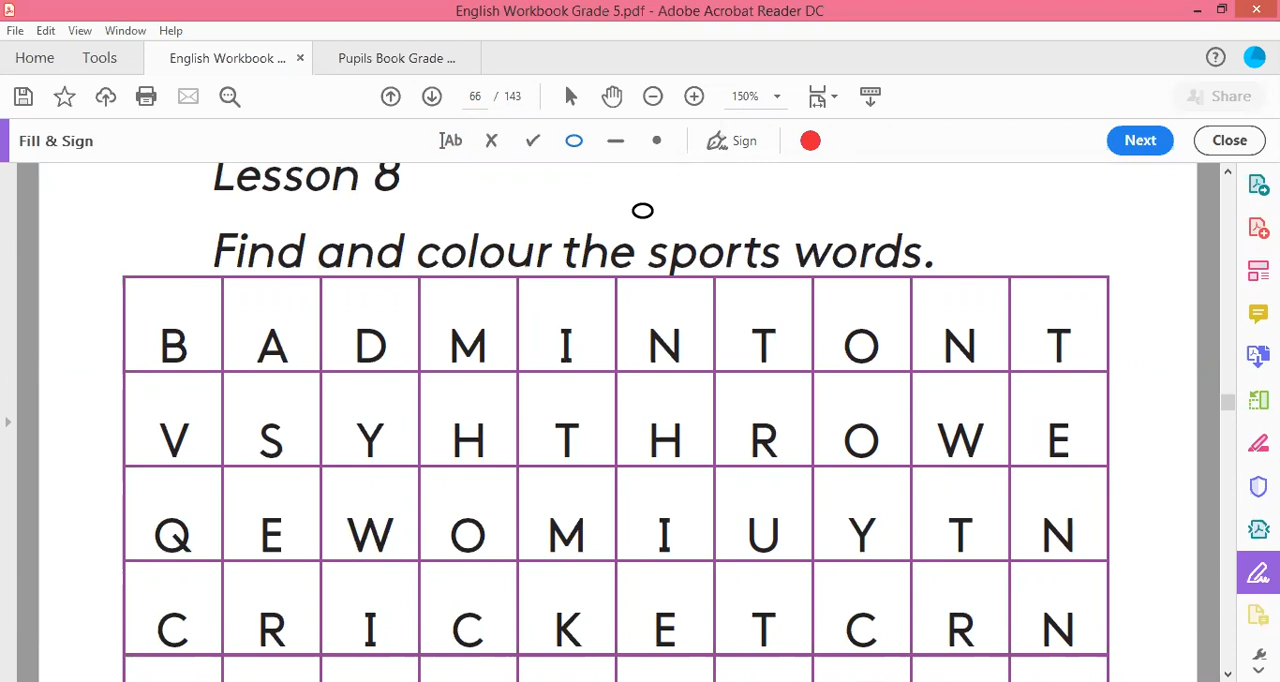 English Workbook Grade 5.pdf - Adobe Acrobat Reader DC
File Edit View Window Help
Home Tools English Workbook ... × Pupils Book Grade ...
66 / 143 150% Share
Fill & Sign Ab Sign Next Close
Lesson 8
Find and colour the sports words.
B A D M I N T O N T
V S Y H T H R O W E
Q E W O M I U Y T N
C R I C K E T C R N